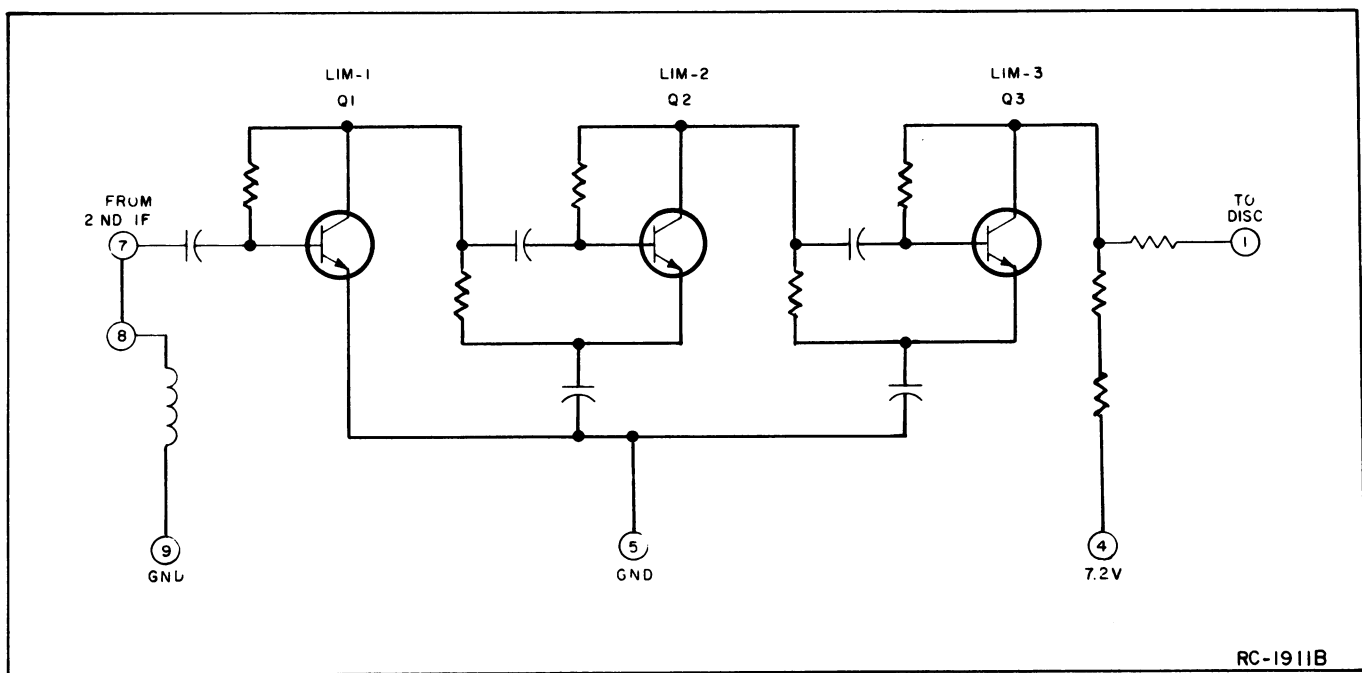 LIM-1
Q1
LIM-2
Q2
LIM-3
Q3
FROM
2 ND IF
7
8
9
GND
5
GND
TO
DISC
1
4
7.2V
RC-1911B